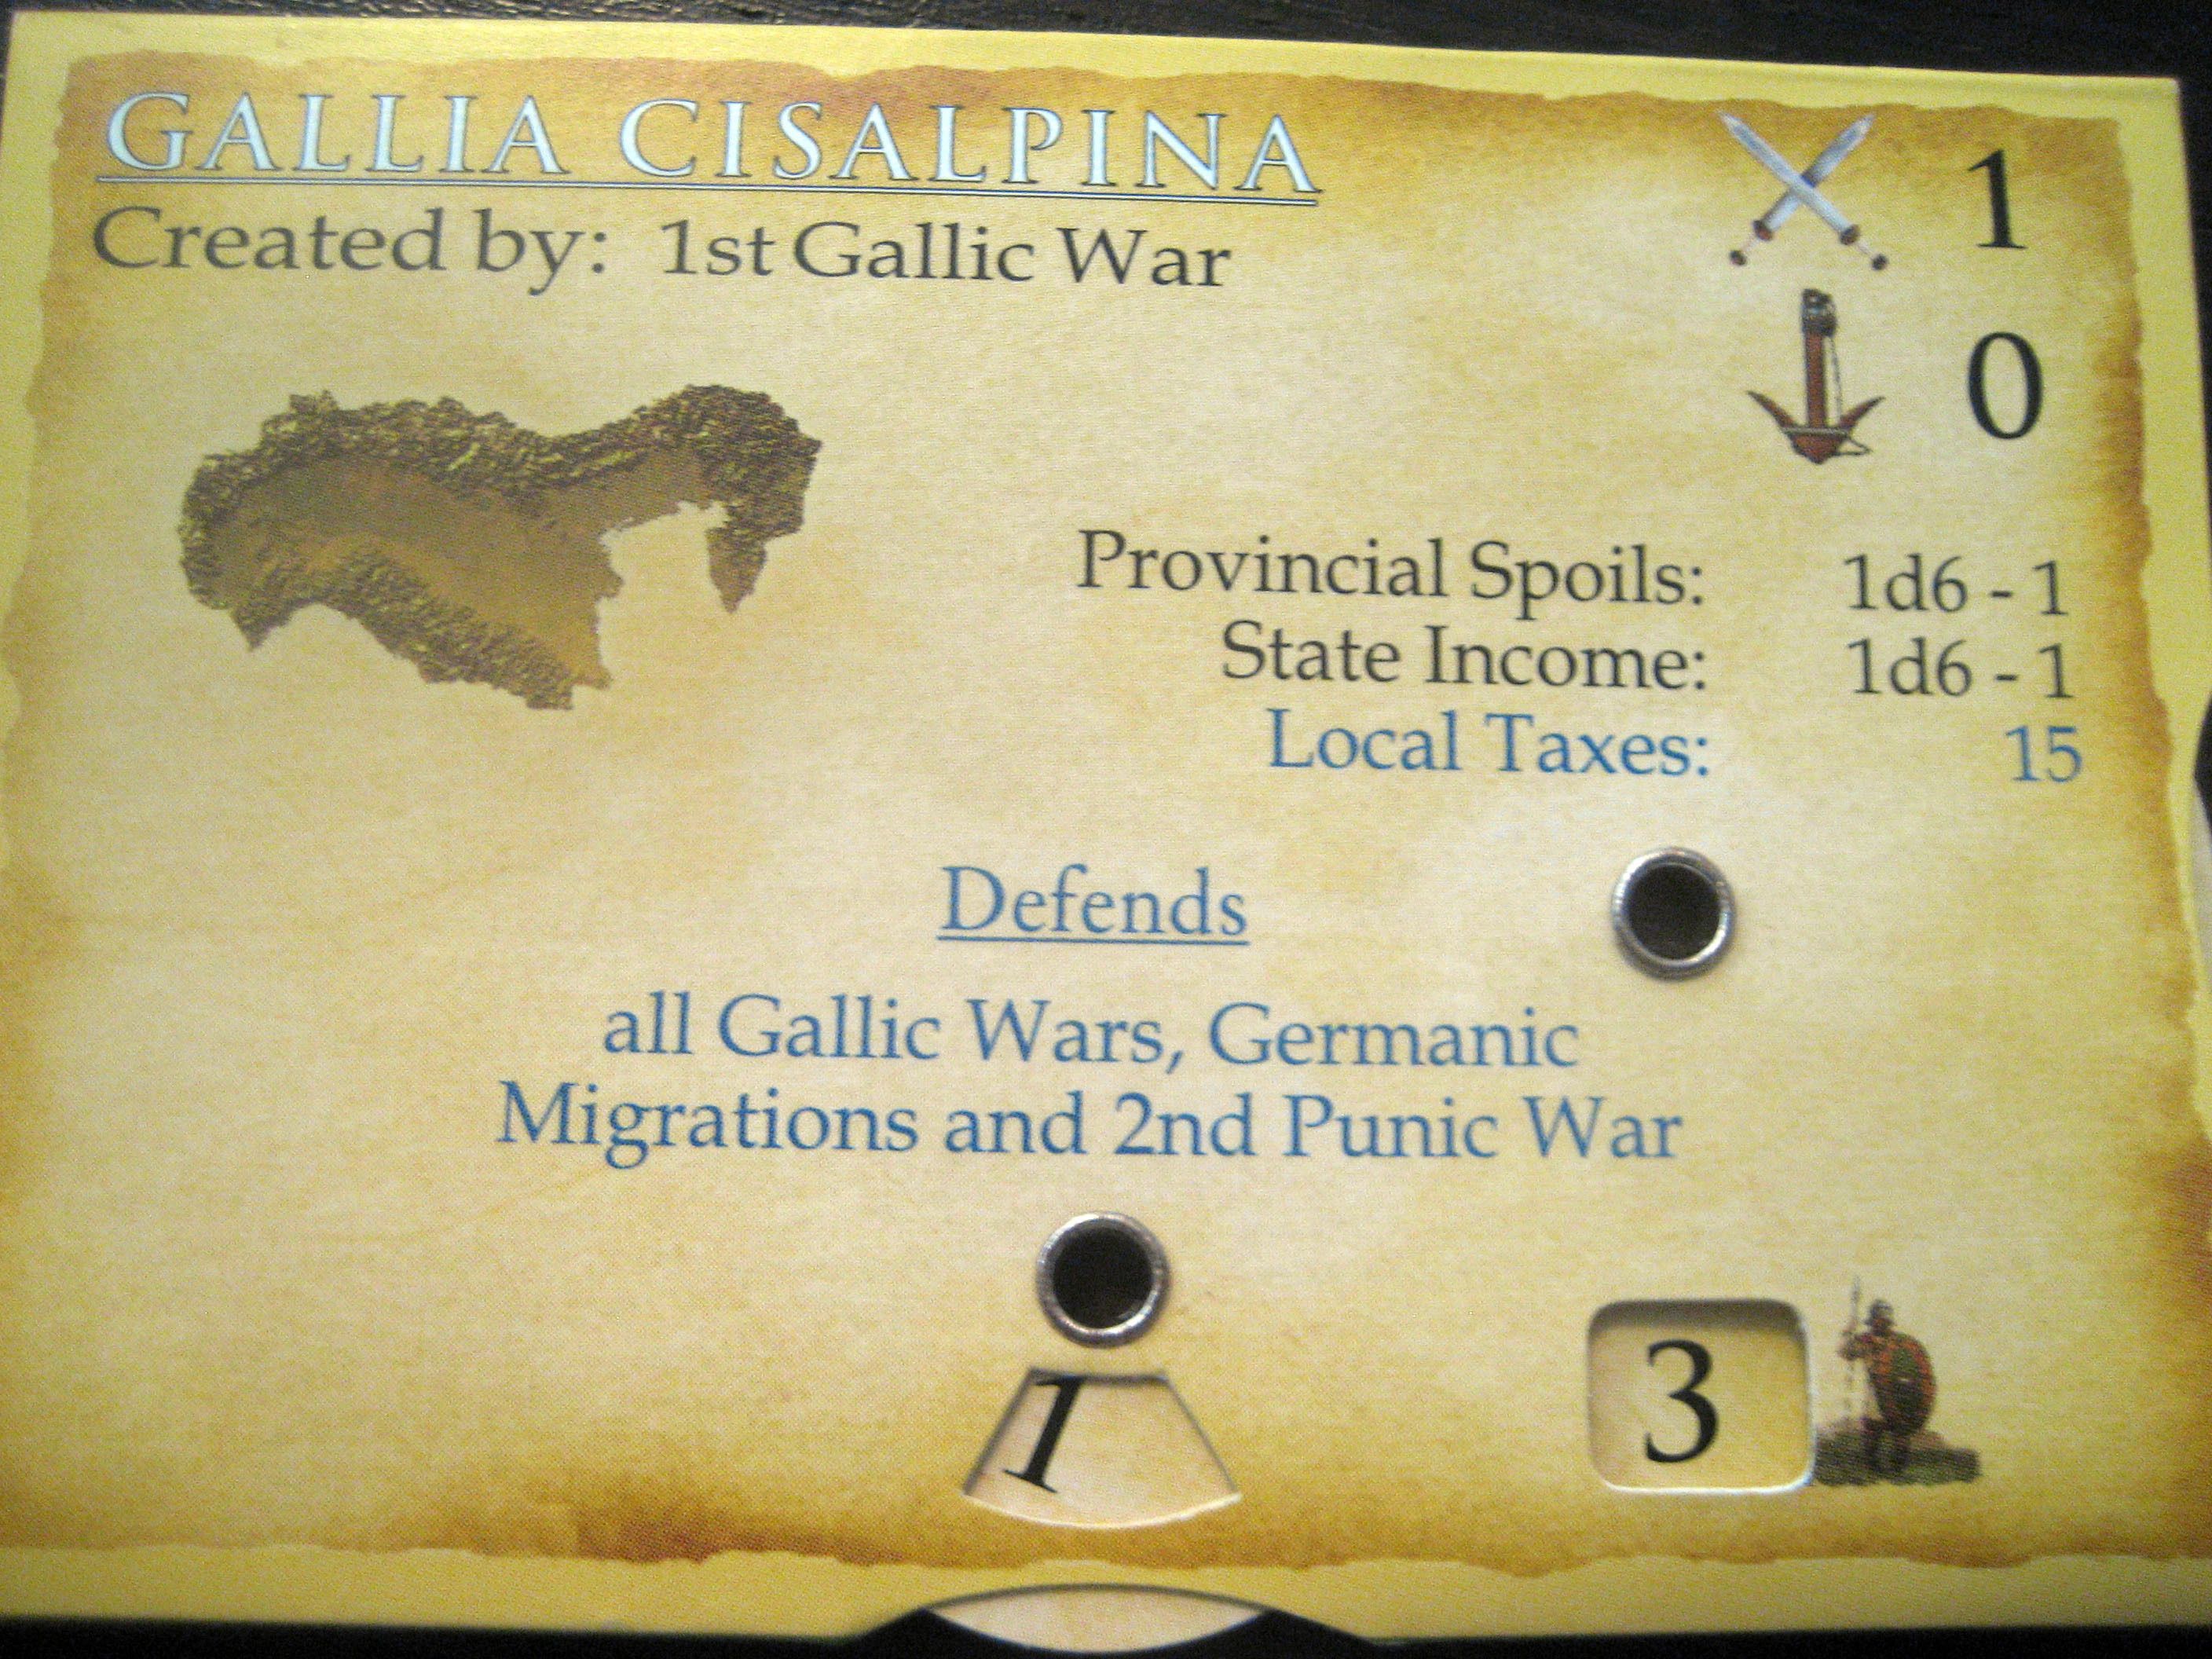 GALLIA CISALPINA
1
Created by: 1st Gallic War
0
Provincial Spoils: 1d6 - 1
State Income: 1d6 - 1
Local Taxes: 15
Defends
all Gallic Wars, Germanic
Migrations and 2nd Punic War
1
3